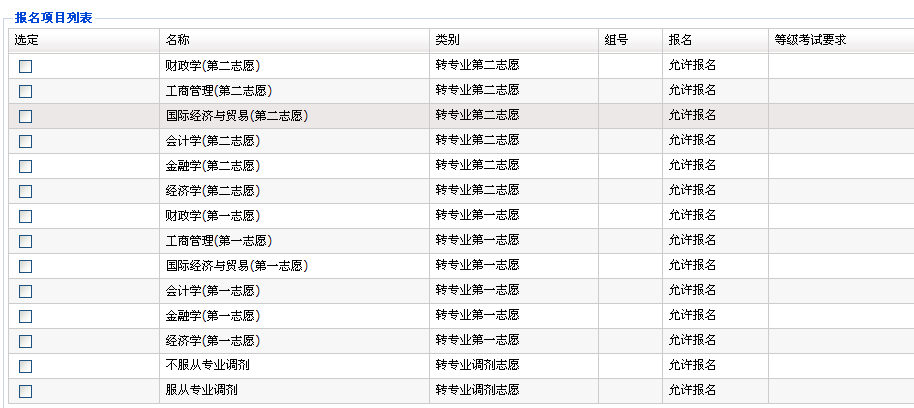 报名项目列表
选定 名称 类别 组号 报名 等级考试要求
财政学(第二志愿) 转专业第二志愿 允许报名
工商管理(第二志愿) 转专业第二志愿 允许报名
国际经济与贸易(第二志愿) 转专业第二志愿 允许报名
会计学(第二志愿) 转专业第二志愿 允许报名
金融学(第二志愿) 转专业第二志愿 允许报名
经济学(第二志愿) 转专业第二志愿 允许报名
财政学(第一志愿) 转专业第一志愿 允许报名
工商管理(第一志愿) 转专业第一志愿 允许报名
国际经济与贸易(第一志愿) 转专业第一志愿 允许报名
会计学(第一志愿) 转专业第一志愿 允许报名
金融学(第一志愿) 转专业第一志愿 允许报名
经济学(第一志愿) 转专业第一志愿 允许报名
不服从专业调剂 转专业调剂志愿 允许报名
服从专业调剂 转专业调剂志愿 允许报名